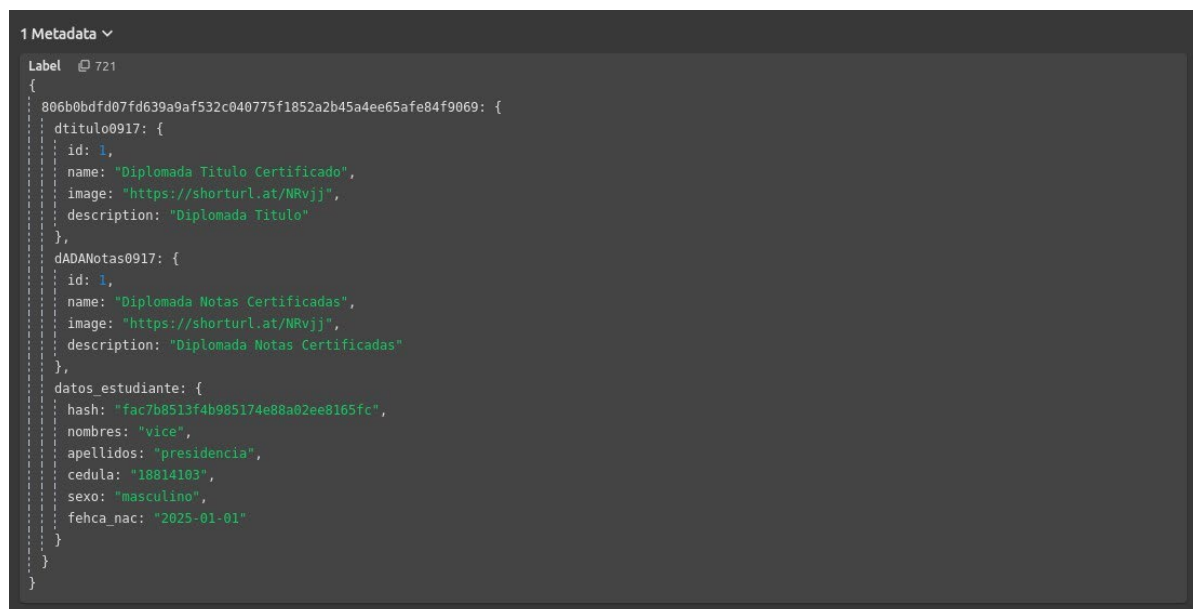 1 Metadata
Label 721
{
806b0bdfd07fd639a9af532c040775f1852a2b45a4ee65afe84f9069: {
dtitulo0917: {
id: 1,
name: "Diplomada Titulo Certificado",
image: "https://shorturl.at/NRvjj",
description: "Diplomada Titulo"
},
dADANotas0917: {
id: 1,
name: "Diplomada Notas Certificadas",
image: "https://shorturl.at/NRvjj",
description: "Diplomada Notas Certificadas"
},
datos_estudiante: {
hash: "fac7b8513f4b985174e88a02ee8165fc",
nombres: "vice",
apellidos: "presidencia",
cedula: "18814103",
sexo: "masculino",
fehca_nac: "2025-01-01"
}
}
}